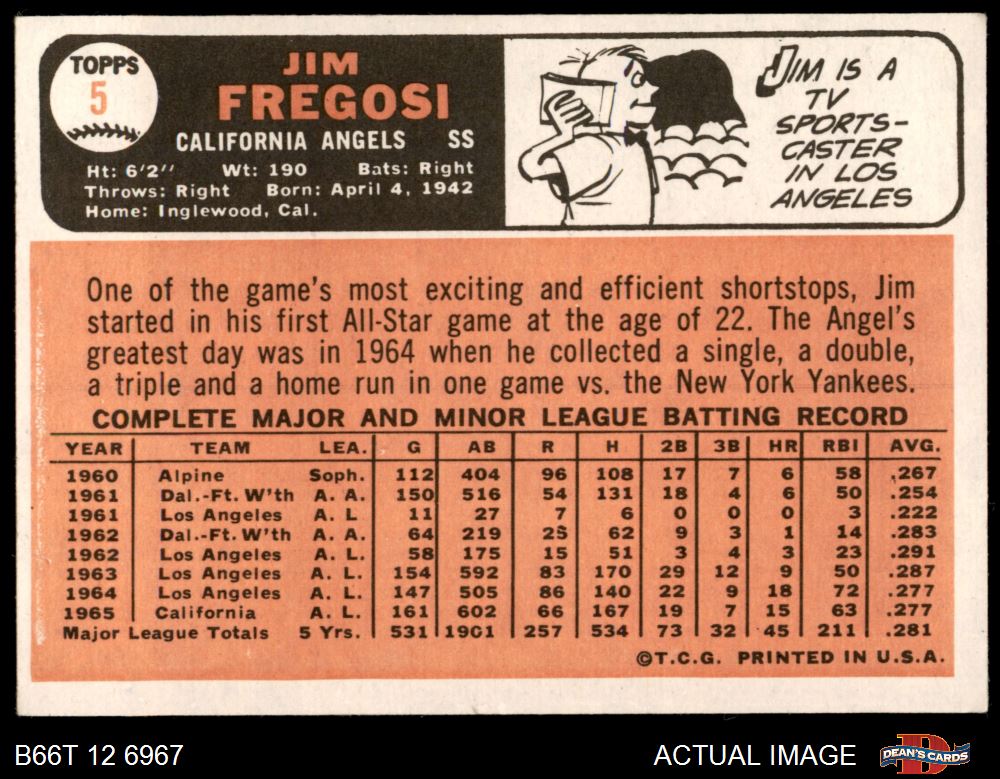 TOPPS
5
JIM
FREGOSI
CALIFORNIA ANGELS SS
Ht: 6'2'' Wt: 190 Bats: Right
Throws: Right Born: April 4, 1942
Home: Inglewood, Cal.
JIM IS A
TV
SPORTS-
CASTER
IN LOS
ANGELES
One of the game's most exciting and efficient shortstops, Jim
started in his first All-Star game at the age of 22. The Angel's
greatest day was in 1964 when he collected a single, a double,
a triple and a home run in one game vs. the New York Yankees.
COMPLETE MAJOR AND MINOR LEAGUE BATTING RECORD
YEAR TEAM LEA. G AB R H 2B 3B HR RBI AVG.
1960 Alpine Soph. 112 404 96 108 17 7 6 58 .267
1961 Dal.-Ft. W'th A. A. 150 516 54 131 18 4 6 50 .254
1961 Los Angeles A. L 11 27 7 6 0 0 0 3 .222
1962 Dal.-Ft. W'th A. A. 64 219 25 62 9 3 1 14 .283
1962 Los Angeles A. L. 58 175 15 51 3 4 3 23 .291
1963 Los Angeles A. L. 154 592 83 170 29 12 9 50 .287
1964 Los Angeles A. L. 147 505 86 140 22 9 18 72 .277
1965 California A. L. 161 602 66 167 19 7 15 63 .277
Major League Totals 5 Yrs. 531 1901 257 534 73 32 45 211 .281
©T.C.G. PRINTED IN U.S.A.
B66T 12 6967 ACTUAL IMAGE
DEAN'S CARDS